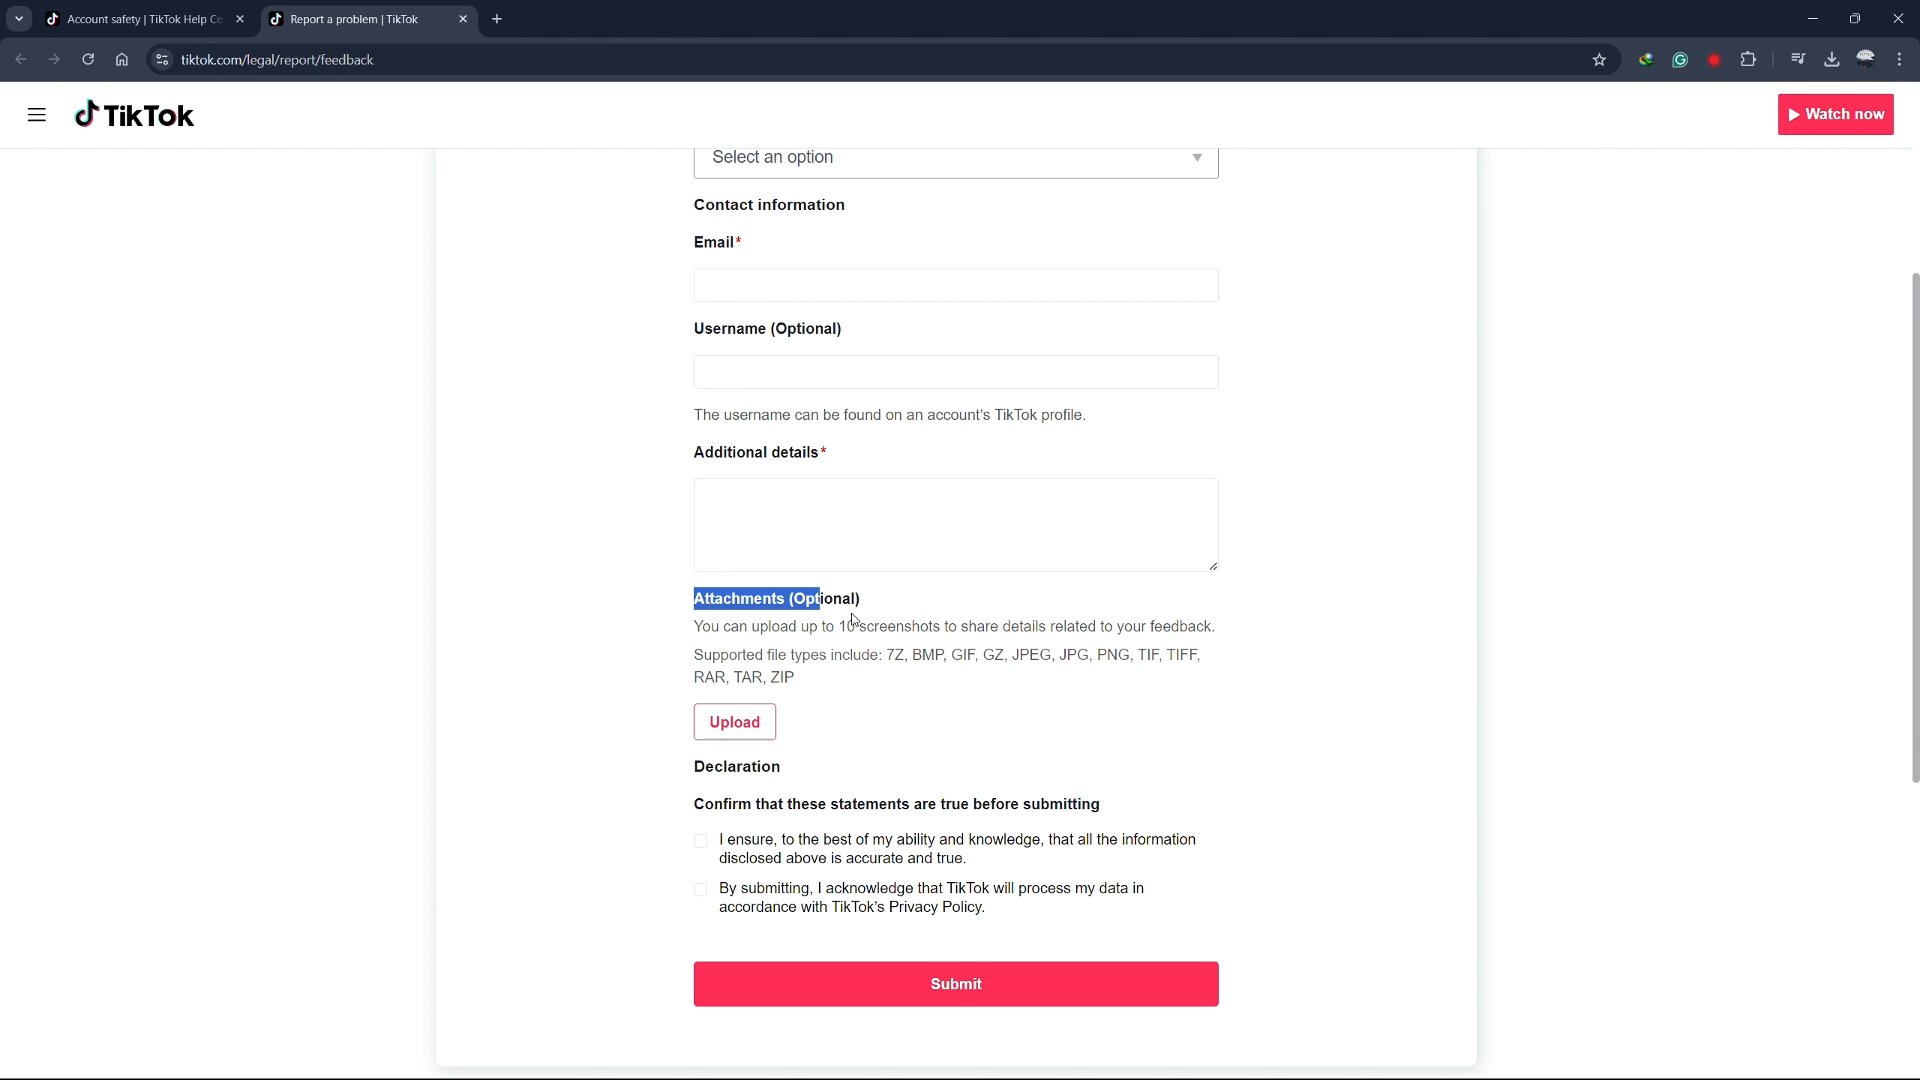 Account safety | TikTok Help Ce
Report a problem | TikTok
tiktok.com/legal/report/feedback
TikTok
Watch now
Select an option
Contact information
Email*
Username (Optional)
The username can be found on an account's TikTok profile.
Additional details*
Attachments (Optional)
You can upload up to 10 screenshots to share details related to your feedback.
Supported file types include: 7Z, BMP, GIF, GZ, JPEG, JPG, PNG, TIF, TIFF,
RAR, TAR, ZIP
Upload
Declaration
Confirm that these statements are true before submitting
I ensure, to the best of my ability and knowledge, that all the information
disclosed above is accurate and true.
By submitting, I acknowledge that TikTok will process my data in
accordance with TikTok's Privacy Policy.
Submit